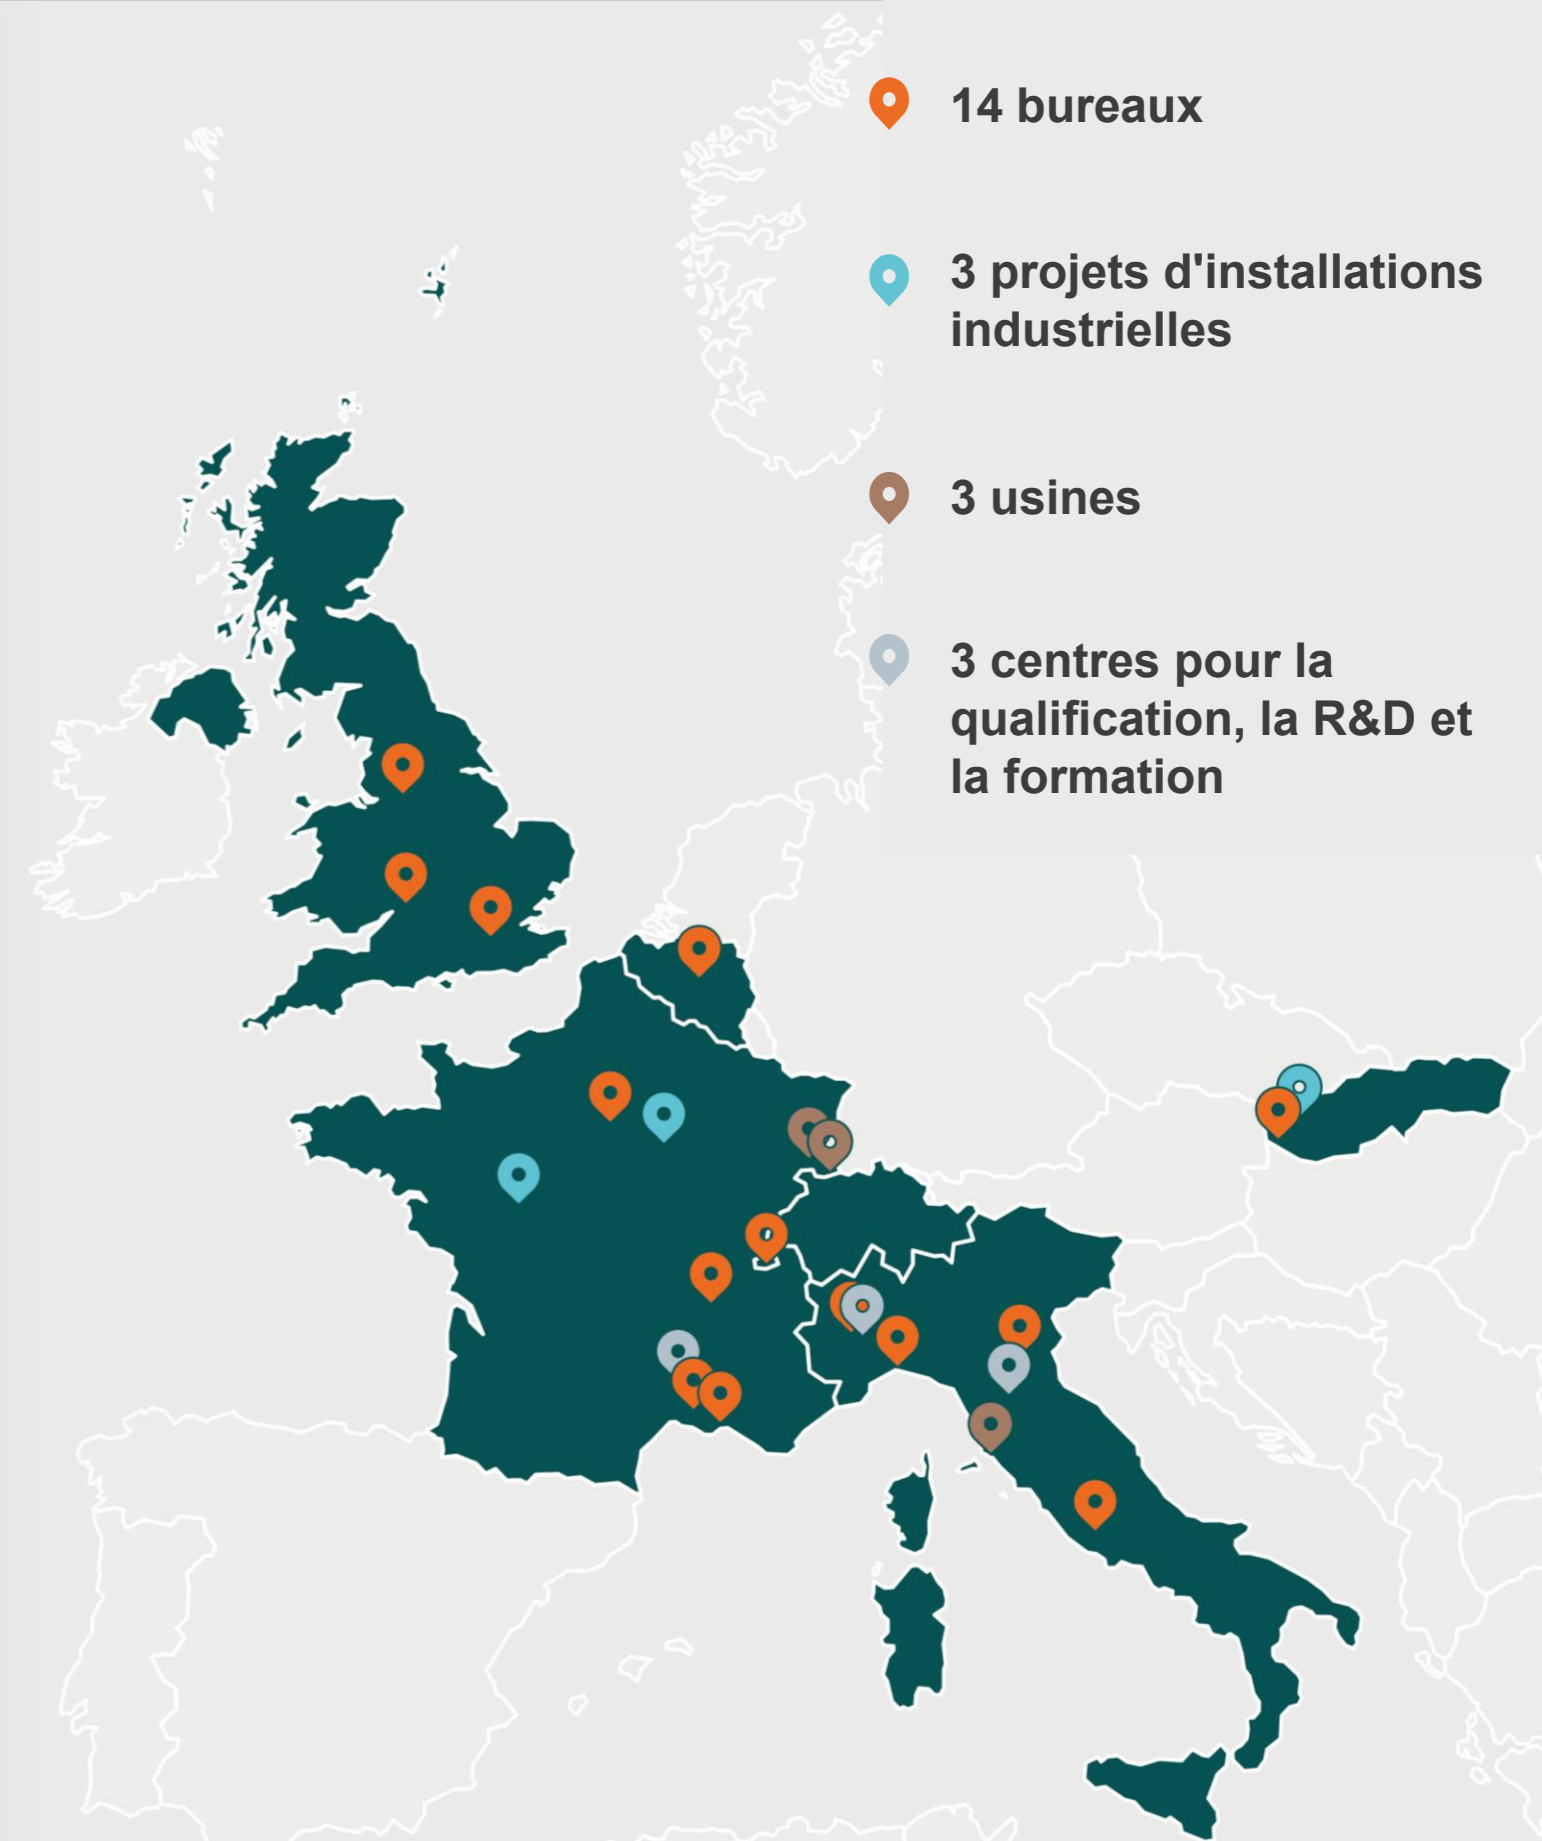 14 bureaux
3 projets d'installations
industrielles
3 usines
3 centres pour la
qualification, la R&D et
la formation